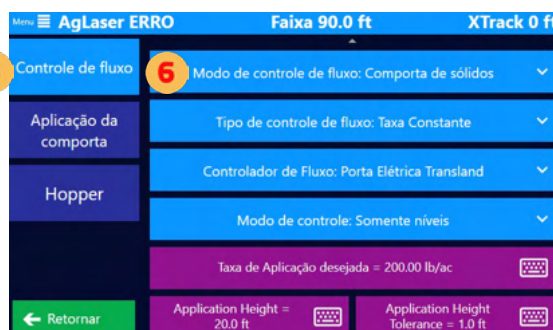 Menu ☰ AgLaser ERRO Faixa 90.0 ft XTrack 0 ft
Controle de fluxo
6 Modo de controle de fluxo: Comporta de sólidos
Aplicação da
comporta
Tipo de controle de fluxo: Taxa Constante
Hopper
Controlador de Fluxo: Porta Elétrica Transland
Modo de controle: Somente níveis
Taxa de Aplicação desejada = 200.00 lb/ac
← Retornar
Application Height =
20.0 ft
Application Height
Tolerance = 1.0 ft